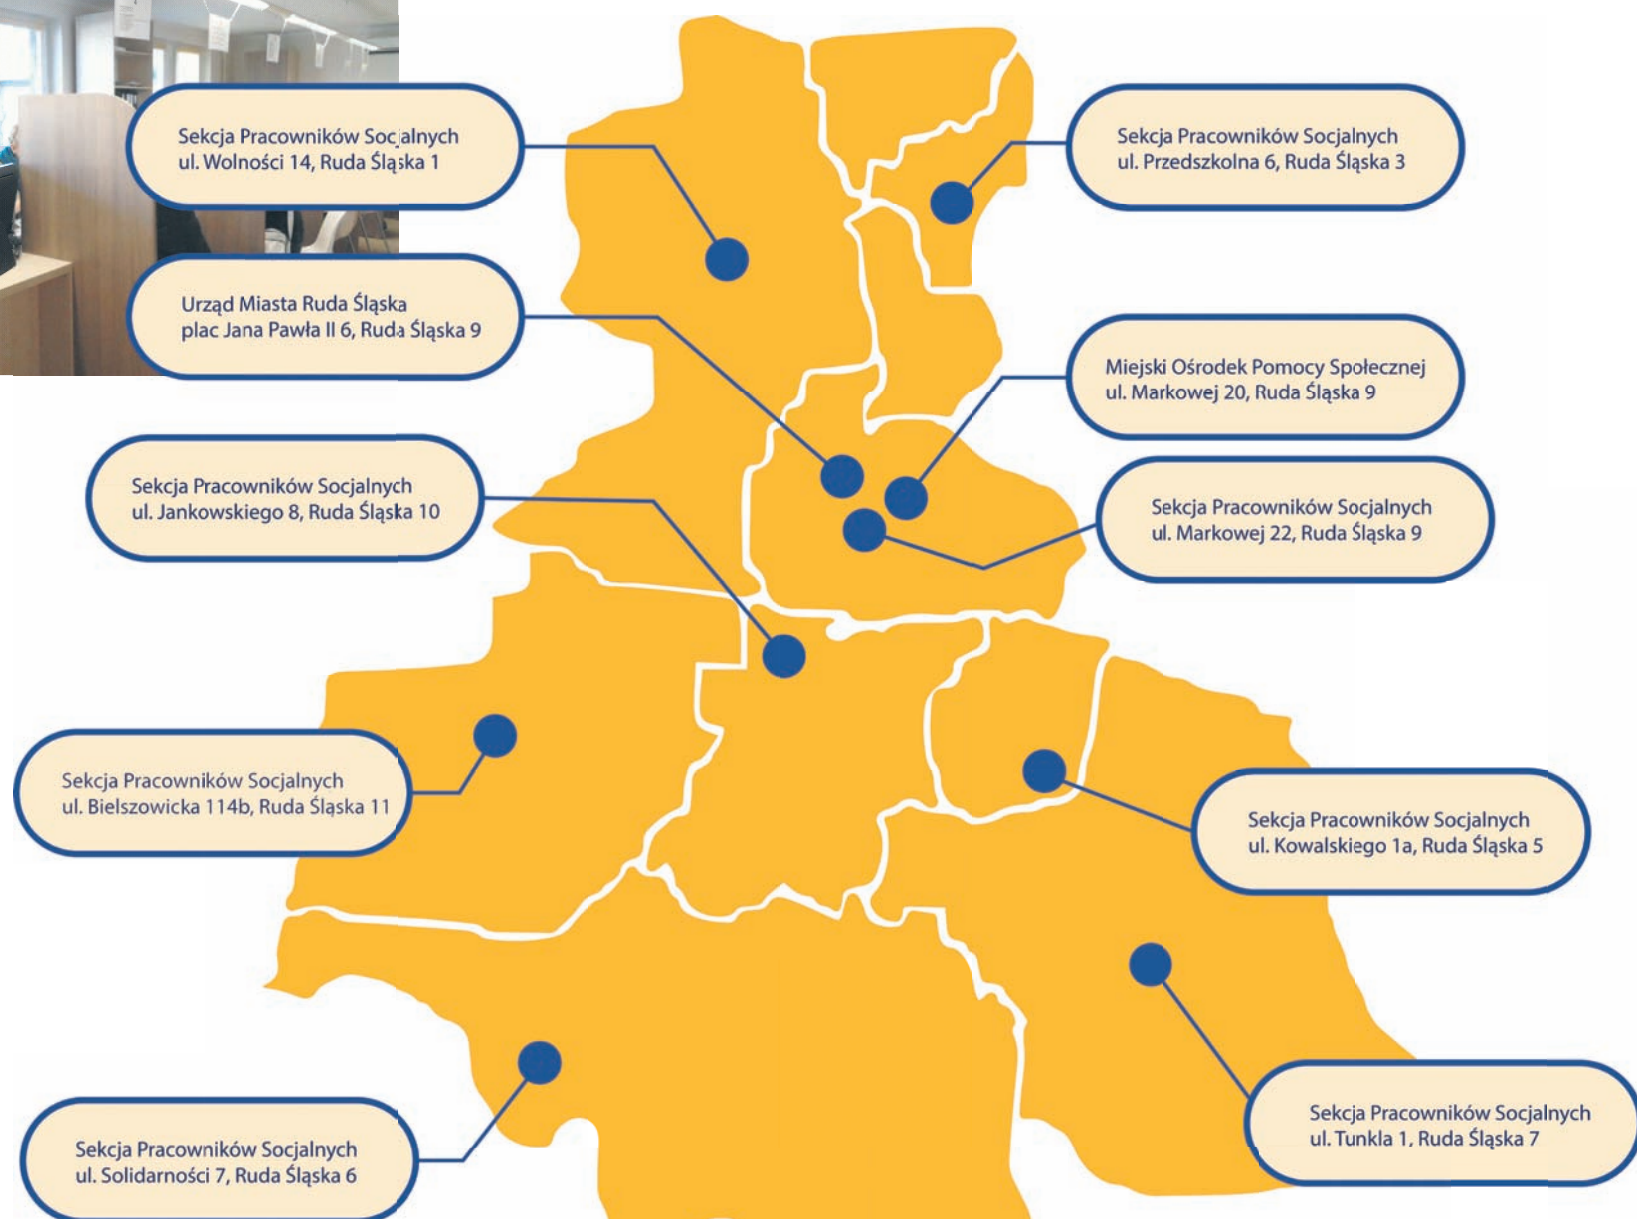 Sekcja Pracowników Socjalnych
ul. Wolności 14, Ruda Śląska 1
Sekcja Pracowników Socjalnych
ul. Przedszkolna 6, Ruda Śląska 3
Urząd Miasta Ruda Śląska
plac Jana Pawła II 6, Ruda Śląska 9
Miejski Ośrodek Pomocy Społecznej
ul. Markowej 20, Ruda Śląska 9
Sekcja Pracowników Socjalnych
ul. Jankowskiego 8, Ruda Śląska 10
Sekcja Pracowników Socjalnych
ul. Markowej 22, Ruda Śląska 9
Sekcja Pracowników Socjalnych
ul. Bielszowicka 114b, Ruda Śląska 11
Sekcja Pracowników Socjalnych
ul. Kowalskiego 1a, Ruda Śląska 5
Sekcja Pracowników Socjalnych
ul. Solidarności 7, Ruda Śląska 6
Sekcja Pracowników Socjalnych
ul. Tunkla 1, Ruda Śląska 7